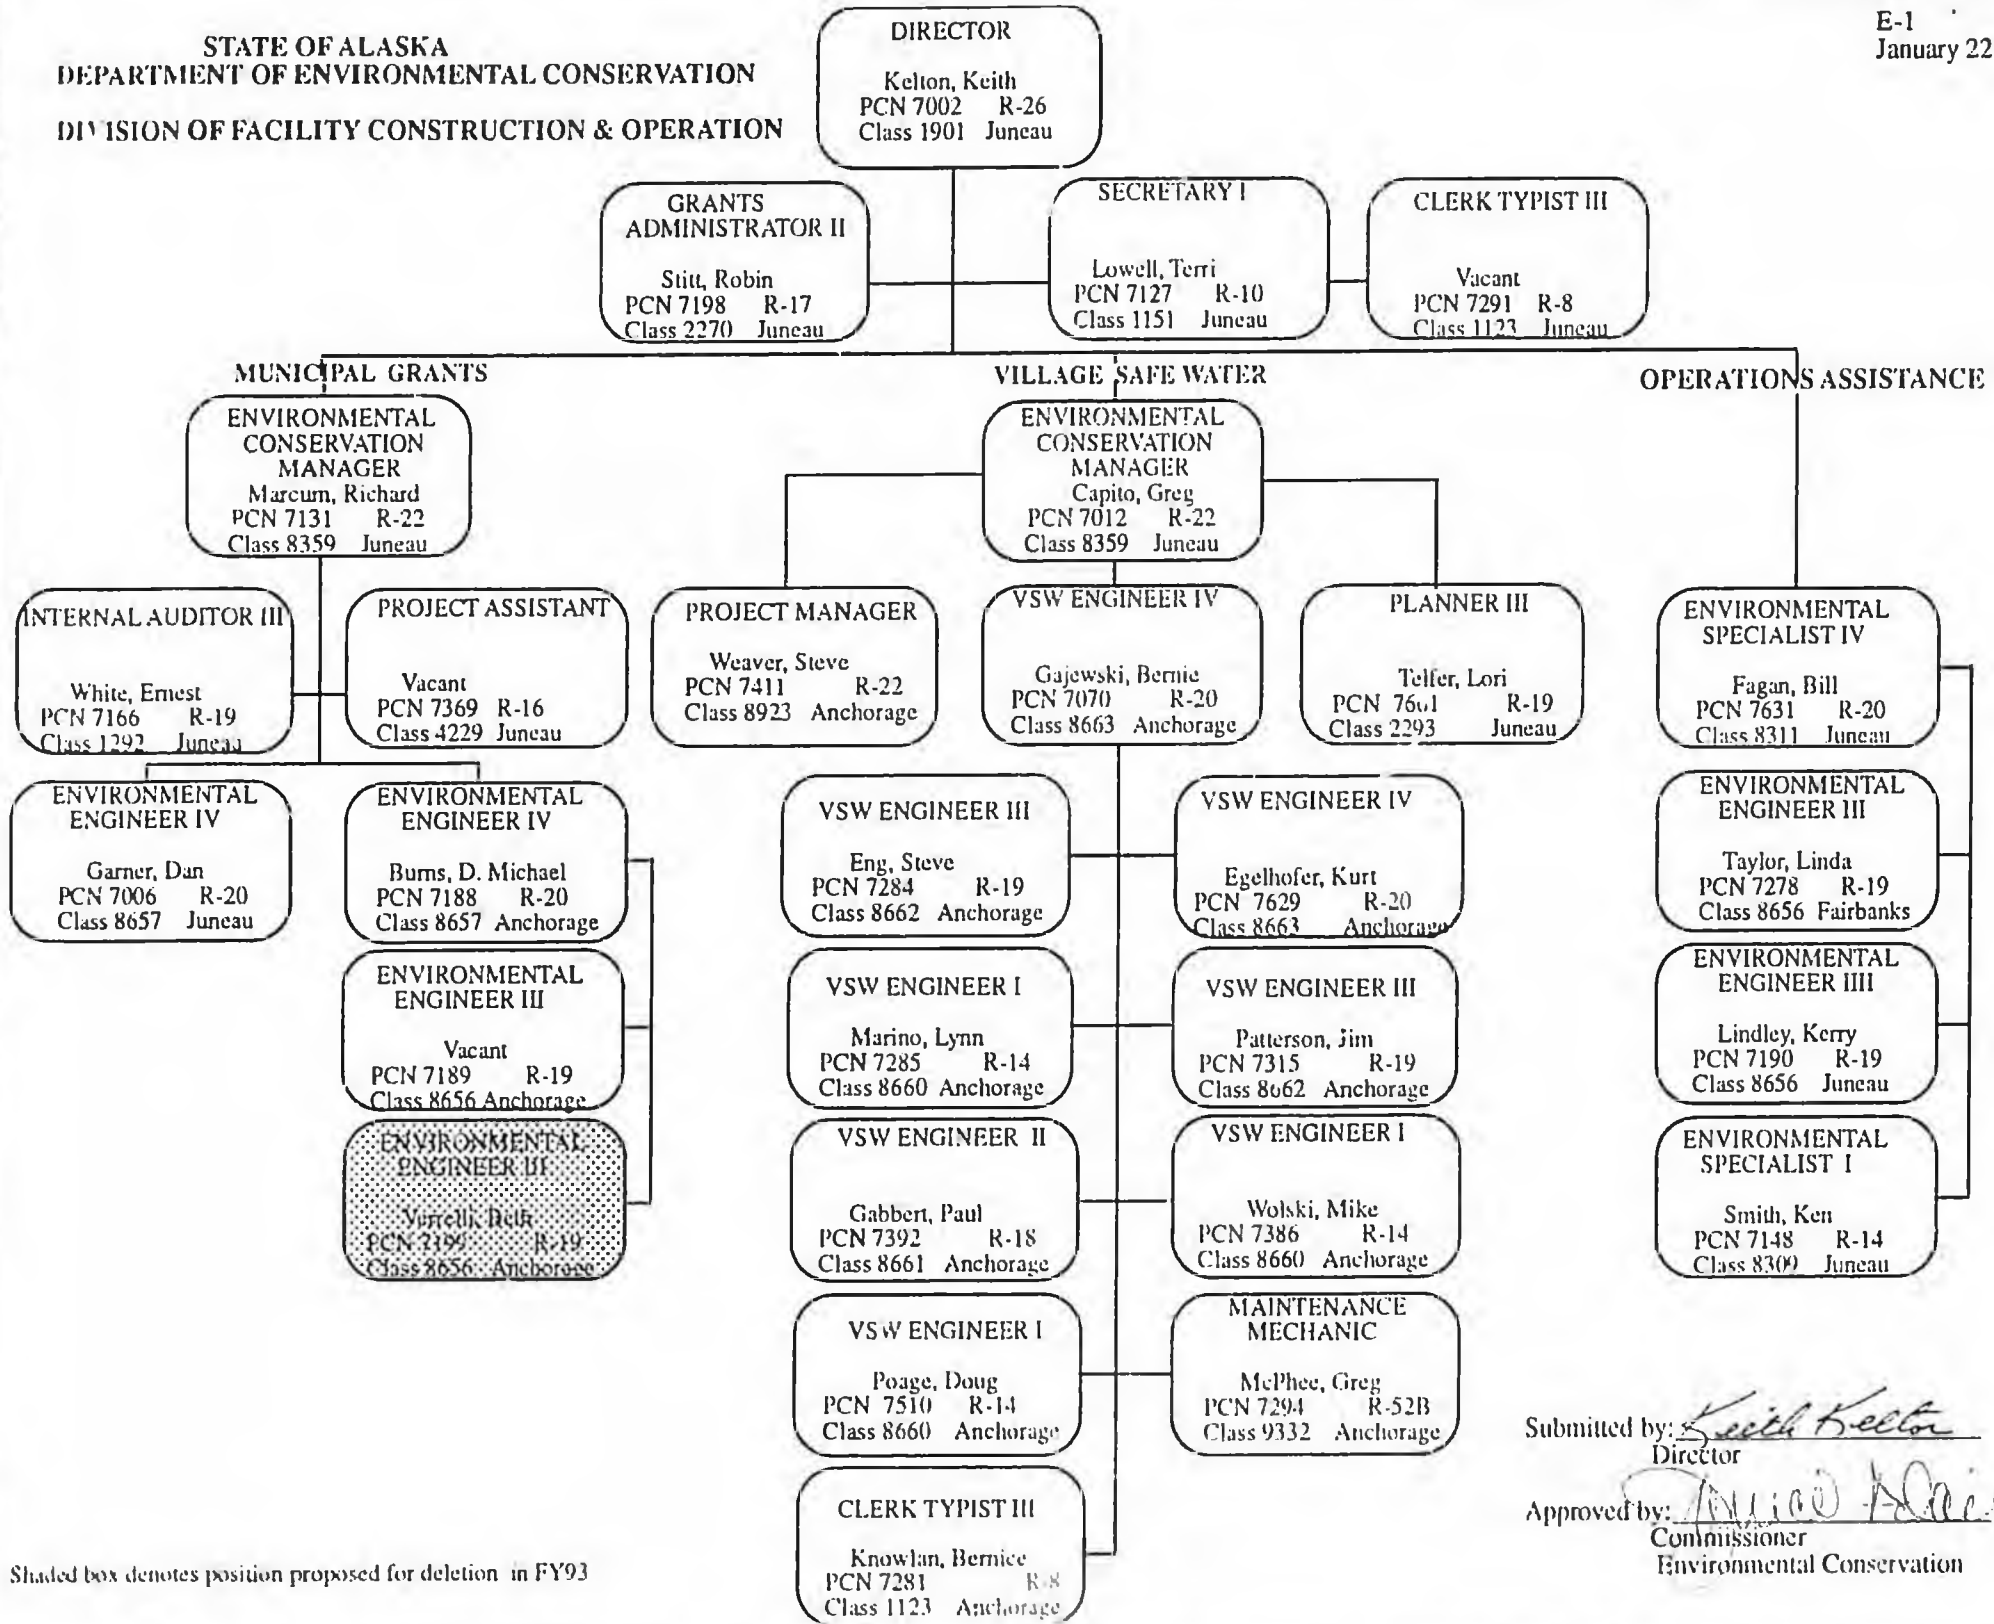 E-1
January 22
STATE OF ALASKA
DEPARTMENT OF ENVIRONMENTAL CONSERVATION
DIVISION OF FACILITY CONSTRUCTION & OPERATION
DIRECTOR
Kelton, Keith
PCN 7002 R-26
Class 1901 Juneau
GRANTS
ADMINISTRATOR II
Stitt, Robin
PCN 7198 R-17
Class 2270 Juneau
SECRETARY I
Lowell, Terri
PCN 7127 R-10
Class 1151 Juneau
CLERK TYPIST III
Vacant
PCN 7291 R-8
Class 1123 Juneau
MUNICIPAL GRANTS
VILLAGE SAFE WATER
OPERATIONS ASSISTANCE
ENVIRONMENTAL
CONSERVATION
MANAGER
Marcum, Richard
PCN 7131 R-22
Class 8359 Juneau
ENVIRONMENTAL
CONSERVATION
MANAGER
Capito, Greg
PCN 7012 R-22
Class 8359 Juneau
INTERNAL AUDITOR III
White, Ernest
PCN 7166 R-19
Class 1292 Juneau
PROJECT ASSISTANT
Vacant
PCN 7369 R-16
Class 4229 Juneau
PROJECT MANAGER
Weaver, Steve
PCN 7411 R-22
Class 8923 Anchorage
VSW ENGINEER IV
Gajewski, Bernie
PCN 7070 R-20
Class 8663 Anchorage
PLANNER III
Telfer, Lori
PCN R-19
Class 2293 Juneau
ENVIRONMENTAL
SPECIALIST IV
Fagan, Bill
PCN 7631 R-20
Class 8311 Juneau
ENVIRONMENTAL
ENGINEER IV
Garner, Dan
PCN 7006 R-20
Class 8657 Juneau
ENVIRONMENTAL
ENGINEER IV
Burns, D. Michael
PCN 7188 R-20
Class 8657 Anchorage
VSW ENGINEER III
Eng, Steve
PCN 7284 R-19
Class 8662 Anchorage
VSW ENGINEER IV
Egelhofer, Kurt
PCN 7629 R-20
Class 8663 Anchorage
ENVIRONMENTAL
ENGINEER III
Taylor, Linda
PCN 7278 R-19
Class 8656 Fairbanks
ENVIRONMENTAL
ENGINEER III
Vacant
PCN 7189 R-19
Class 8656 Anchorage
VSW ENGINEER I
Marino, Lynn
PCN 7285 R-14
Class 8660 Anchorage
VSW ENGINEER III
Patterson, Jim
PCN 7315 R-19
Class 8662 Anchorage
ENVIRONMENTAL
ENGINEER IIII
Lindley, Kerry
PCN 7190 R-19
Class 8656 Juneau
ENVIRONMENTAL
ENGINEER III
Verrelli, Beth
PCN 7199 R-19
Class 8656 Anchorage
VSW ENGINEER II
Gabbert, Paul
PCN 7392 R-18
Class 8661 Anchorage
VSW ENGINEER I
Wolski, Mike
PCN 7386 R-14
Class 8660 Anchorage
ENVIRONMENTAL
SPECIALIST I
Smith, Ken
PCN 7148 R-14
Class 8309 Juneau
VSW ENGINEER I
Poage, Doug
PCN 7510 R-14
Class 8660 Anchorage
MAINTENANCE
MECHANIC
McPhee, Greg
PCN 7294 R-52B
Class 9332 Anchorage
CLERK TYPIST III
Knowlan, Bernice
PCN 7281 R-8
Class 1123 Anchorage
Submitted by: Keith Kelton
Director
Approved by:
Commissioner
Environmental Conservation
Shaded box denotes position proposed for deletion in FY93